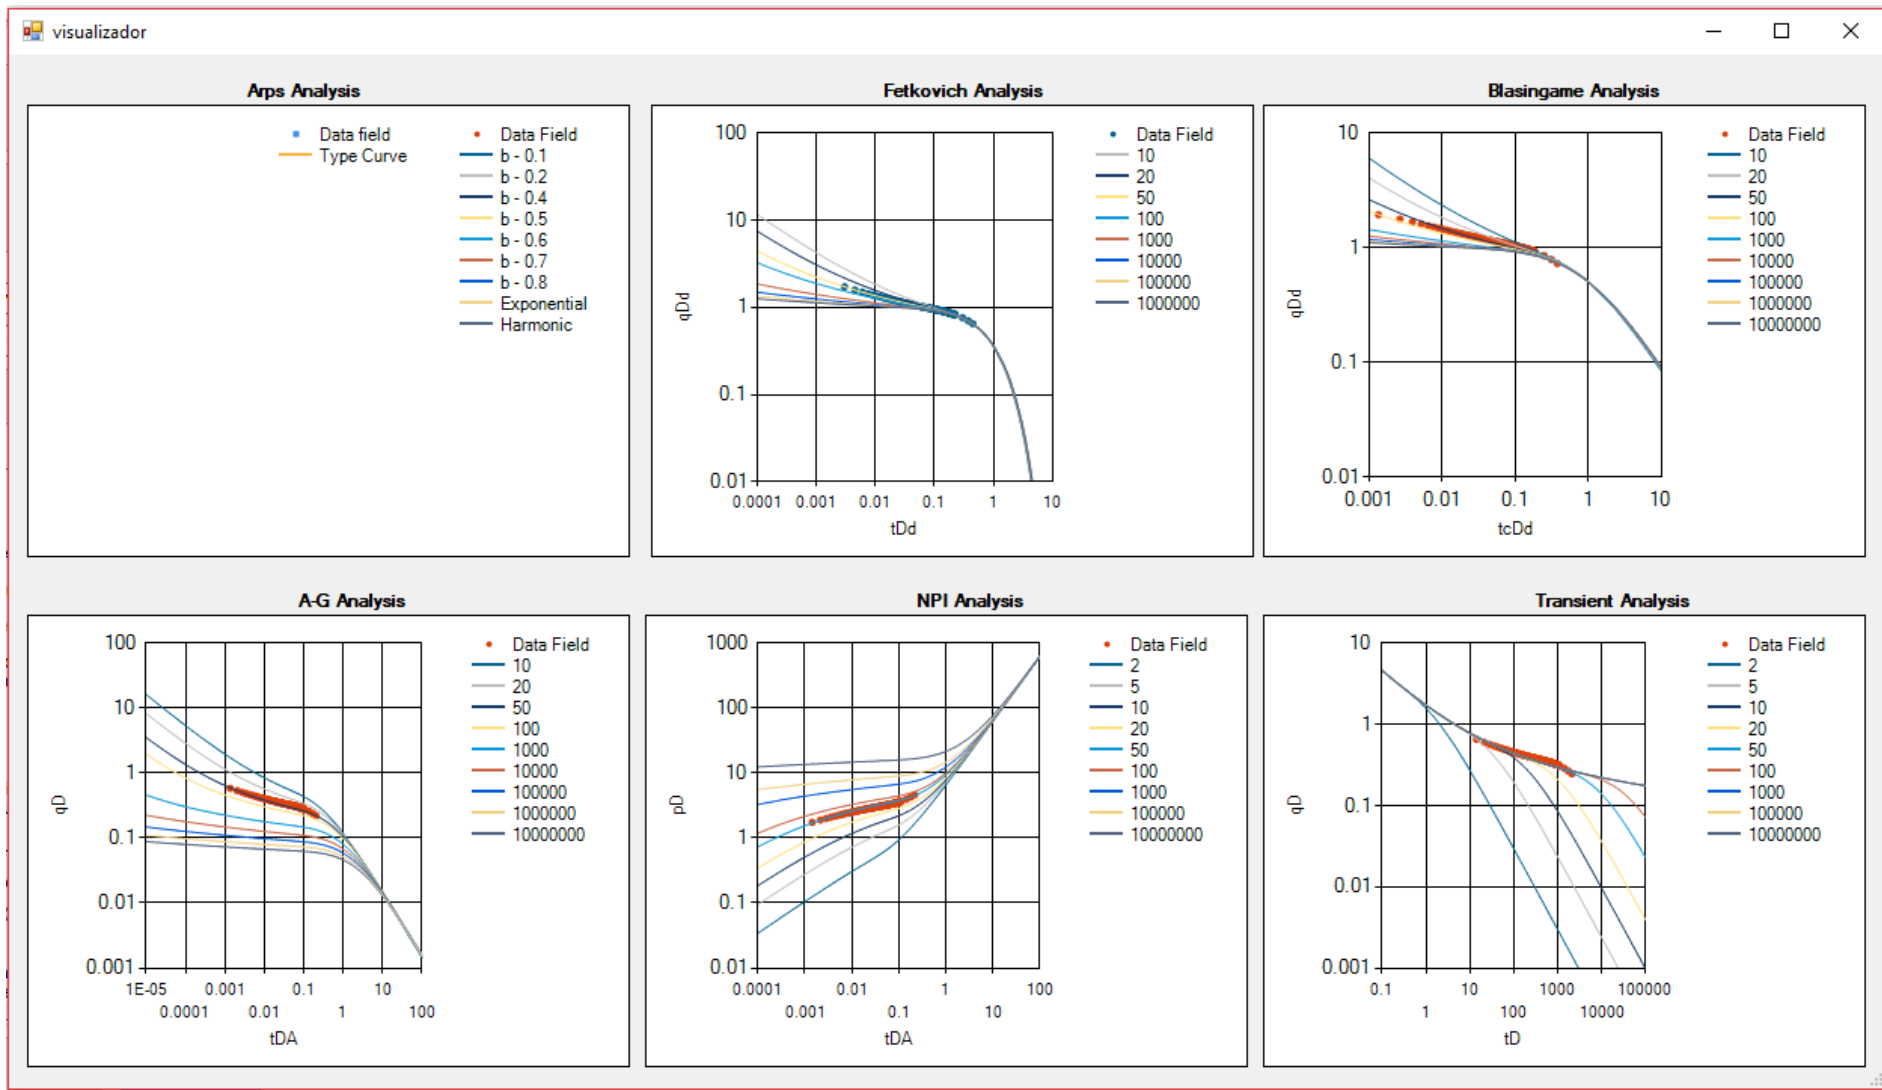 visualizador
Arps Analysis
Data field
Type Curve
Data Field
b - 0.1
b - 0.2
b - 0.4
b - 0.5
b - 0.6
b - 0.7
b - 0.8
Exponential
Harmonic
Fetkovich Analysis
100
10
1
0.1
0.01
qDd
0.0001 0.001 0.01 0.1 1 10
tDd
Data Field
10
20
50
100
1000
10000
100000
1000000
Blasingame Analysis
10
1
0.1
0.01
qDd
0.001 0.01 0.1 1 10
tcDd
Data Field
10
20
50
100
1000
10000
100000
1000000
10000000
A-G Analysis
100
10
1
0.1
0.01
0.001
qD
1E-05 0.001 0.1 10
0.0001 0.01 1 100
tDA
Data Field
10
20
50
100
1000
10000
100000
1000000
10000000
NPI Analysis
1000
100
10
1
0.1
0.01
pD
0.0001 0.01 1 100
0.001 0.1 10
tDA
Data Field
2
5
10
20
50
100
1000
100000
10000000
Transient Analysis
10
1
0.1
0.01
0.001
qD
0.1 10 1000 100000
1 100 10000
tD
Data Field
2
5
10
20
50
100
1000
100000
10000000